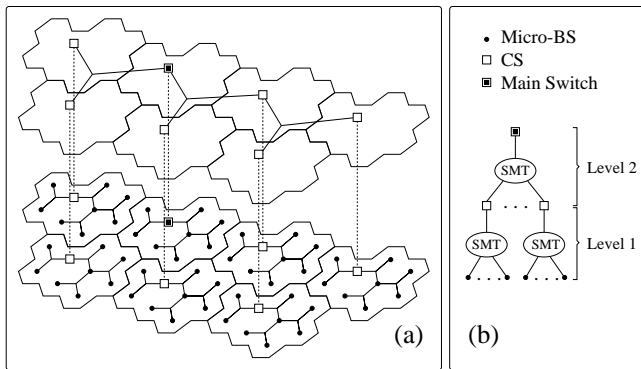 Micro-BS
CS
Main Switch
SMT
Level 2
. . .
SMT
SMT
Level 1
. . . .
. . . .
(a)
(b)